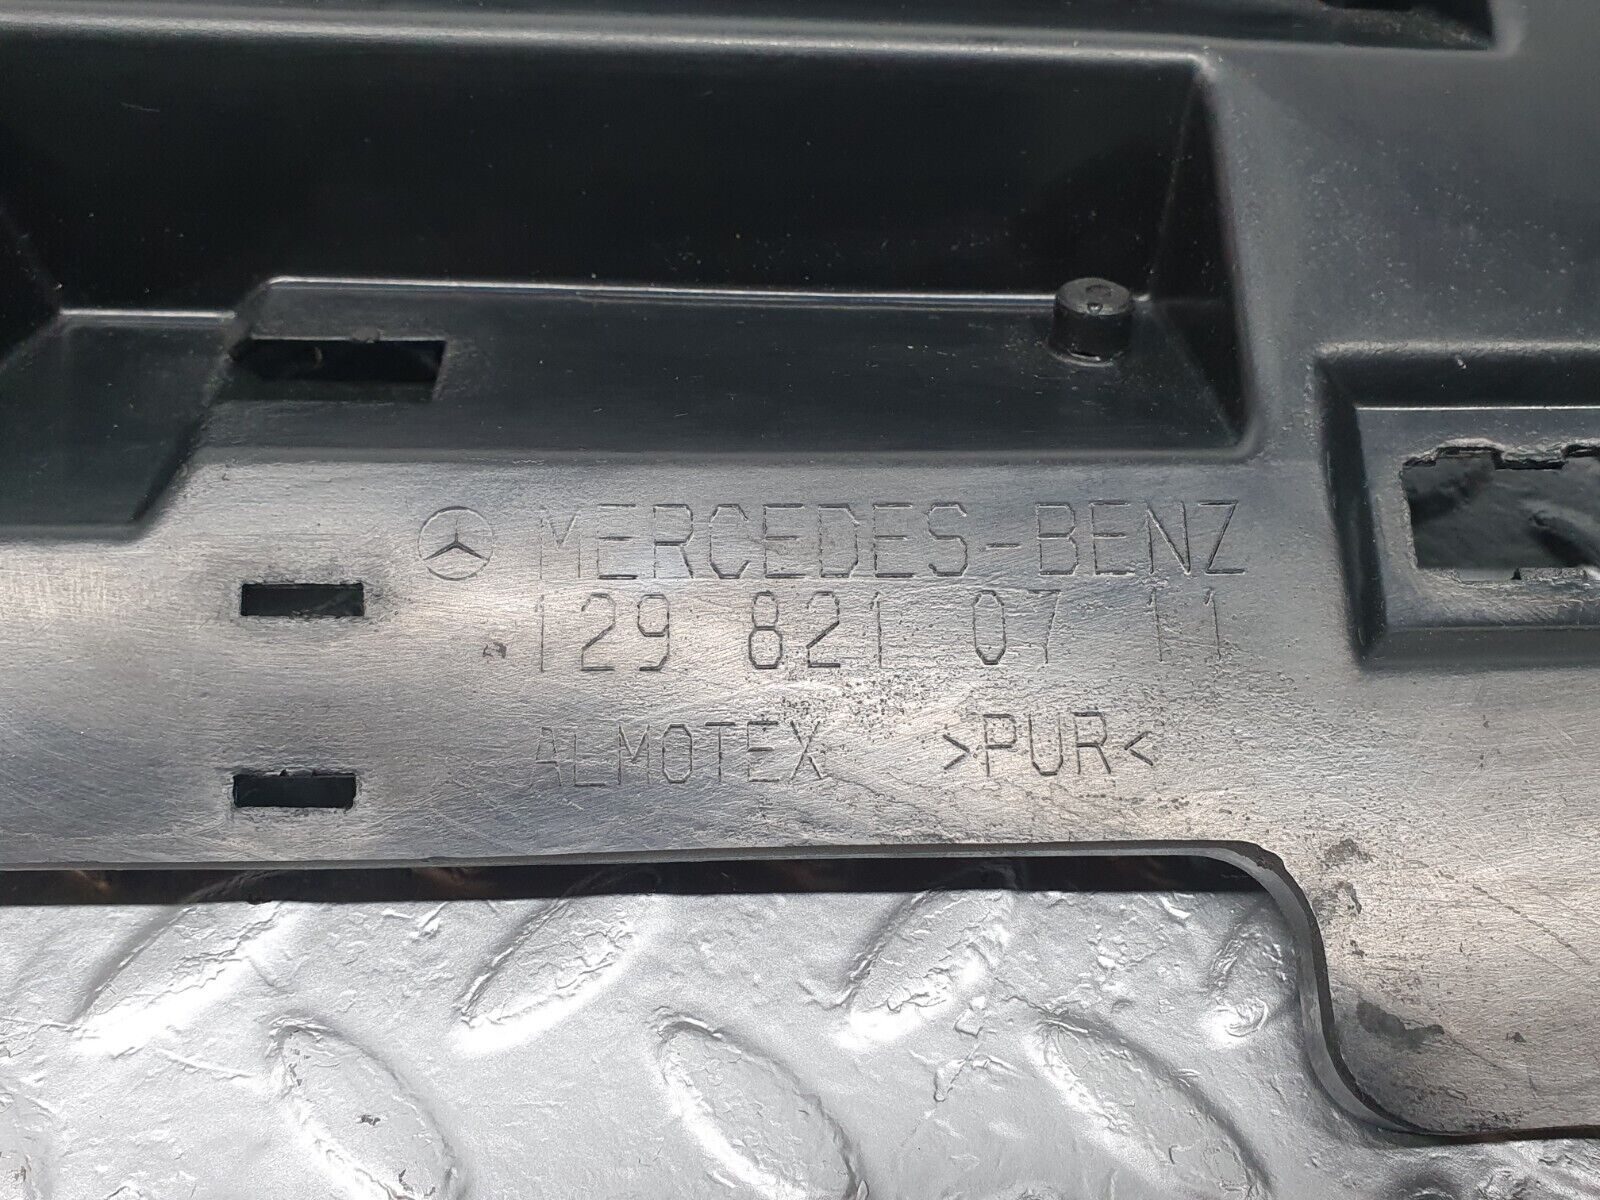 MERCEDES-BENZ
129 821 07 11
ALMOTEX >PUR<